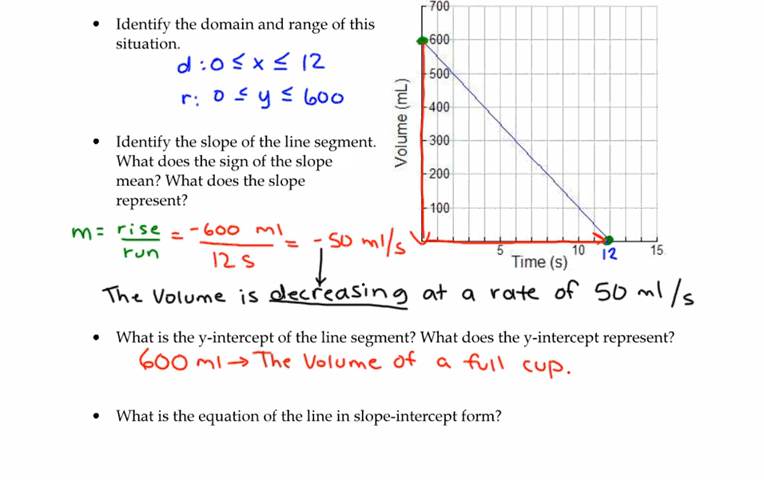 • Identify the domain and range of this
situation.
d: 0 ≤ x ≤ 12
r: 0 ≤ y ≤ 600
• Identify the slope of the line segment.
What does the sign of the slope
mean? What does the slope
represent?
m = rise/run = -600 ml/12 s = -50 ml/s
The Volume is decreasing at a rate of 50 ml/s
• What is the y-intercept of the line segment? What does the y-intercept represent?
600 ml → The Volume of a full cup.
• What is the equation of the line in slope-intercept form?
Volume (mL)
700
600
500
400
300
200
100
5 10 12 15
Time (s)